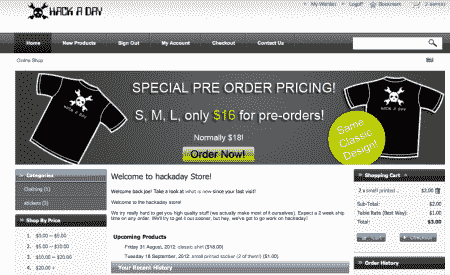 HACK A DAY
My Wishlist
Logoff
Bookmark
Home
New Products
Sign Out
My Account
Checkout
Contact Us
Online Shop
SPECIAL PRE ORDER PRICING!
S, M, L, only $16 for pre-orders!
Normally $18!
Order Now!
HACK A DAY
HACK A DAY
Same
Classic
Design!
Categories
Clothing (1)
stickers (3)
Shop By Price
1. $0.00 – $5.00
2. $5.00 – $10.00
3. $10.00 – $20.00
4. $20.00 +
Welcome to hackaday Store!
Welcome back joe! Take a look at what is new since your last visit!
Welcome to the hackaday store!
We try really hard to get you high quality stuff (we actually make most of it ourselves). Expect a 2 week ship
time on any order. We'll try to get it out sooner, but hey, we've got to go work on hackaday!
Upcoming Products
Friday 31 August, 2012: classic shirt ($16.00)
Tuesday 18 September, 2012: small printed sticker (2 of them!) ($1.00)
Your Recent History
Shopping Cart
2 x small printed ... $2.00
Sub-Total: $2.00
Table Rate (Best Way): $1.00
Total: $3.00
Cart
Checkout
Order History